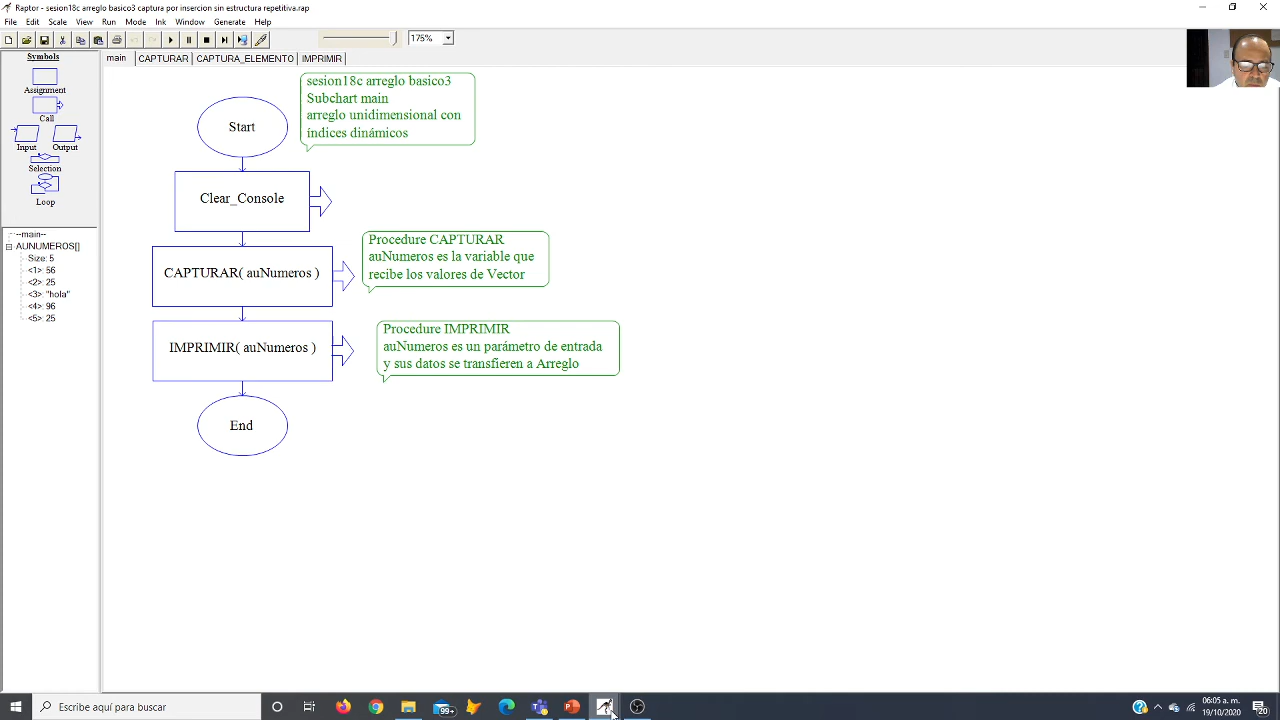 Raptor - sesion18c arreglo basico3 captura por insercion sin estructura repetitiva.rap
File Edit Scale View Run Mode Ink Window Generate Help
175%
Symbols
Assignment
Call
Input Output
Selection
Loop
main CAPTURAR CAPTURA_ELEMENTO IMPRIMIR
--main--
AUNUMEROS[]
Size: 5
<1>: 56
<2>: 25
<3>: "hola"
<4>: 96
<5>: 25
sesion18c arreglo basico3
Subchart main
arreglo unidimensional con
índices dinámicos
Start
Clear_Console
Procedure CAPTURAR
auNumeros es la variable que
recibe los valores de Vector
CAPTURAR( auNumeros )
Procedure IMPRIMIR
auNumeros es un parámetro de entrada
y sus datos se transfieren a Arreglo
IMPRIMIR( auNumeros )
End
Escribe aquí para buscar
99+
06:05 a. m.
19/10/2020
20